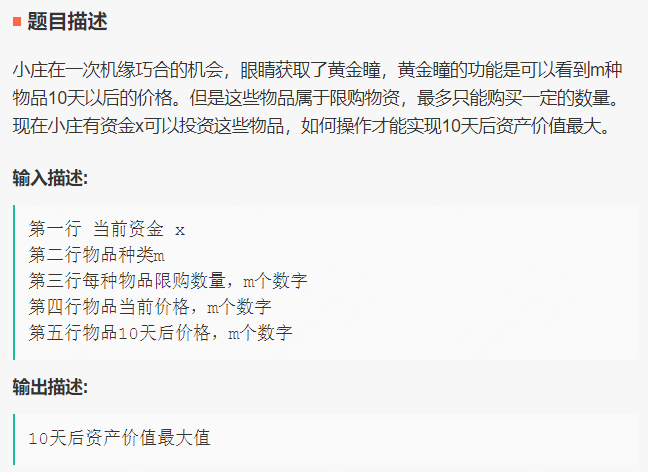 题目描述
小庄在一次机缘巧合的机会，眼睛获取了黄金瞳，黄金瞳的功能是可以看到m种
物品10天以后的价格。但是这些物品属于限购物资，最多只能购买一定的数量。
现在小庄有资金x可以投资这些物品，如何操作才能实现10天后资产价值最大。
输入描述:
第一行 当前资金 x
第二行物品种类m
第三行每种物品限购数量，m个数字
第四行物品当前价格，m个数字
第五行物品10天后价格，m个数字
输出描述:
10天后资产价值最大值